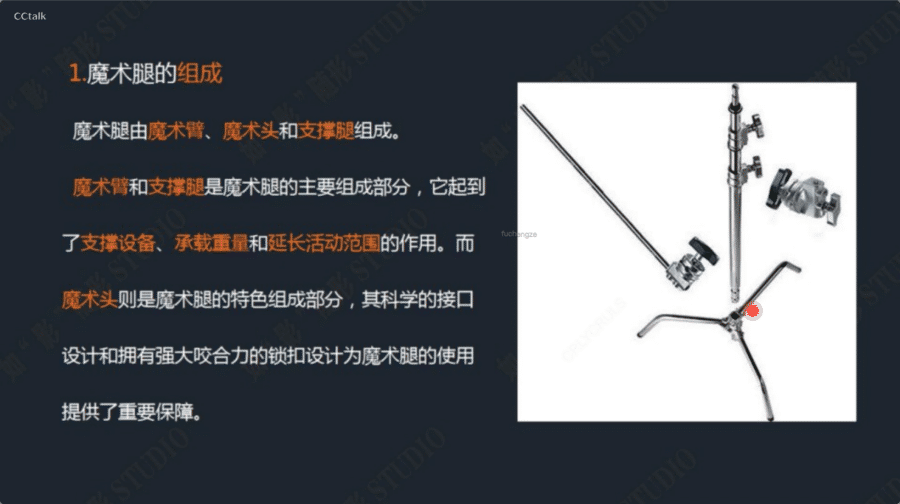 CCtalk
1.魔术腿的组成
魔术腿由魔术臂、魔术头和支撑腿组成。
魔术臂和支撑腿是魔术腿的主要组成部分，它起到
了支撑设备、承载重量和延长活动范围的作用。而
魔术头则是魔术腿的特色组成部分，其科学的接口
设计和拥有强大咬合力的锁扣设计为魔术腿的使用
提供了重要保障。
fuchengze